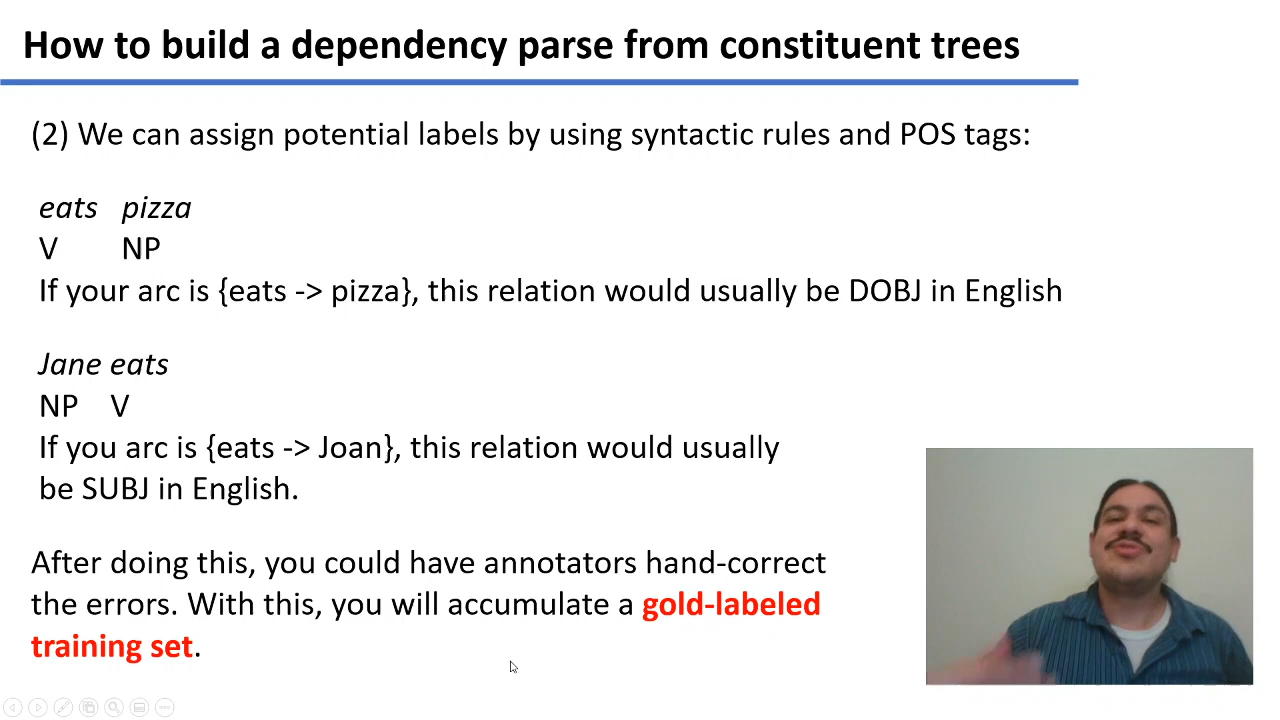 How to build a dependency parse from constituent trees
(2) We can assign potential labels by using syntactic rules and POS tags:
eats pizza
V NP
If your arc is {eats -> pizza}, this relation would usually be DOBJ in English
Jane eats
NP V
If you arc is {eats -> Joan}, this relation would usually
be SUBJ in English.
After doing this, you could have annotators hand-correct
the errors. With this, you will accumulate a gold-labeled
training set.